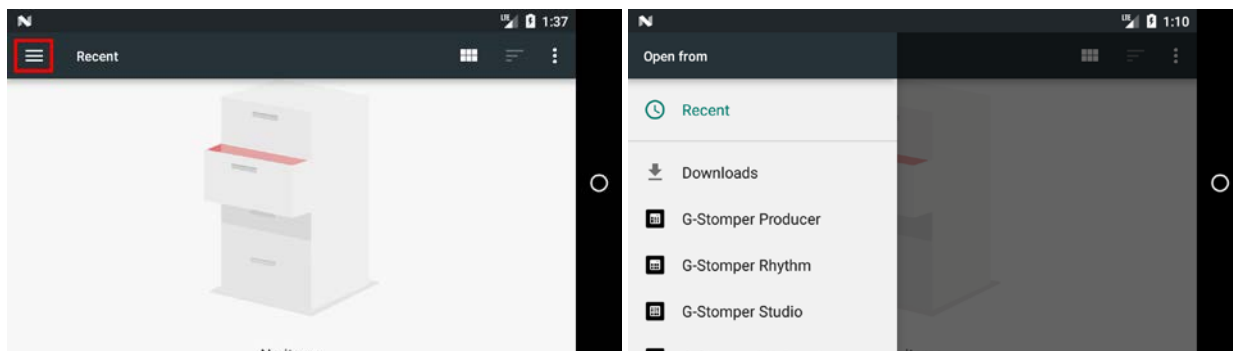 1:37
Recent
1:10
Open from
Recent
Downloads
G-Stomper Producer
G-Stomper Rhythm
G-Stomper Studio